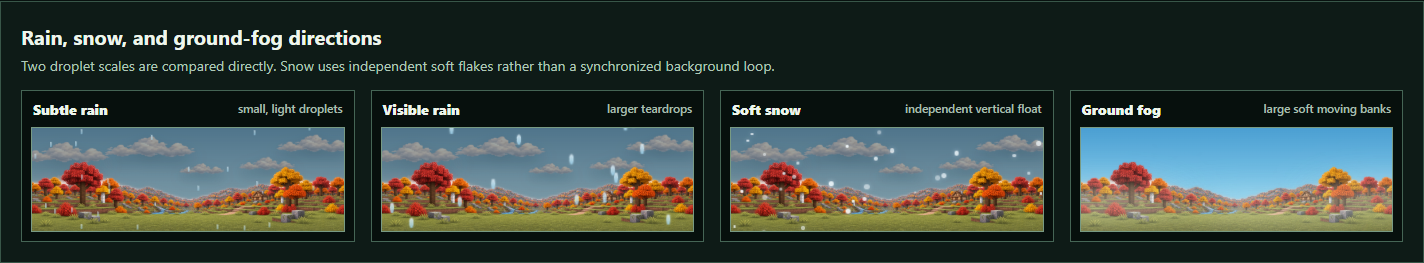 Rain, snow, and ground-fog directions
Two droplet scales are compared directly. Snow uses independent soft flakes rather than a synchronized background loop.
Subtle rain small, light droplets
Visible rain larger teardrops
Soft snow independent vertical float
Ground fog large soft moving banks